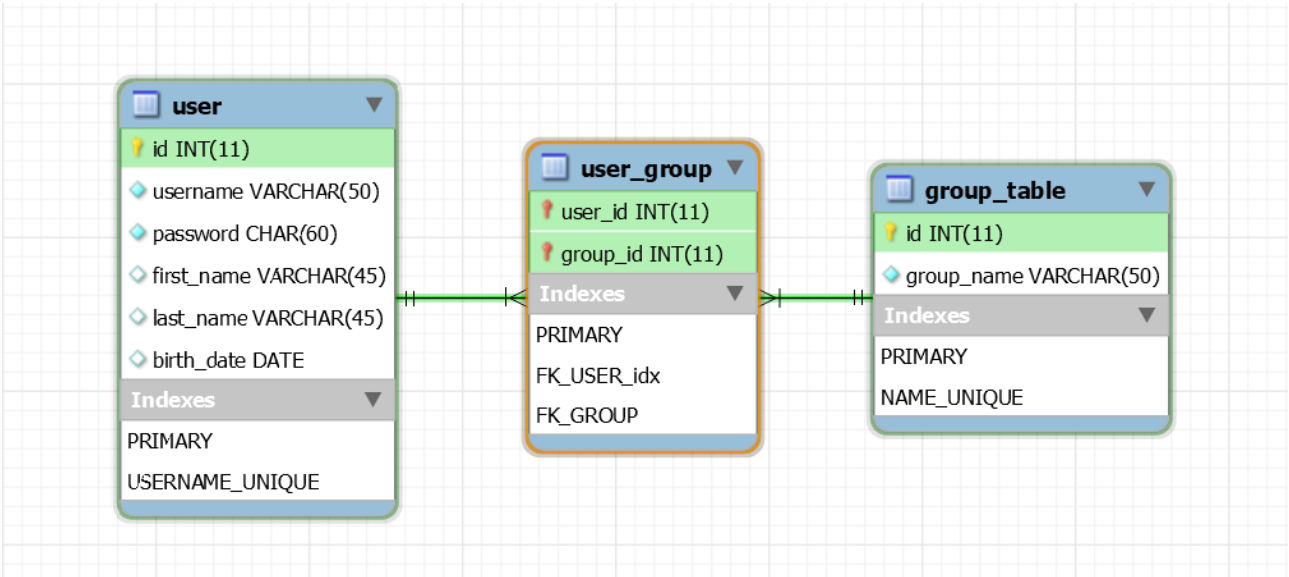 user
id INT(11)
username VARCHAR(50)
password CHAR(60)
first_name VARCHAR(45)
last_name VARCHAR(45)
birth_date DATE
Indexes
PRIMARY
USERNAME_UNIQUE
user_group
user_id INT(11)
group_id INT(11)
Indexes
PRIMARY
FK_USER_idx
FK_GROUP
group_table
id INT(11)
group_name VARCHAR(50)
Indexes
PRIMARY
NAME_UNIQUE